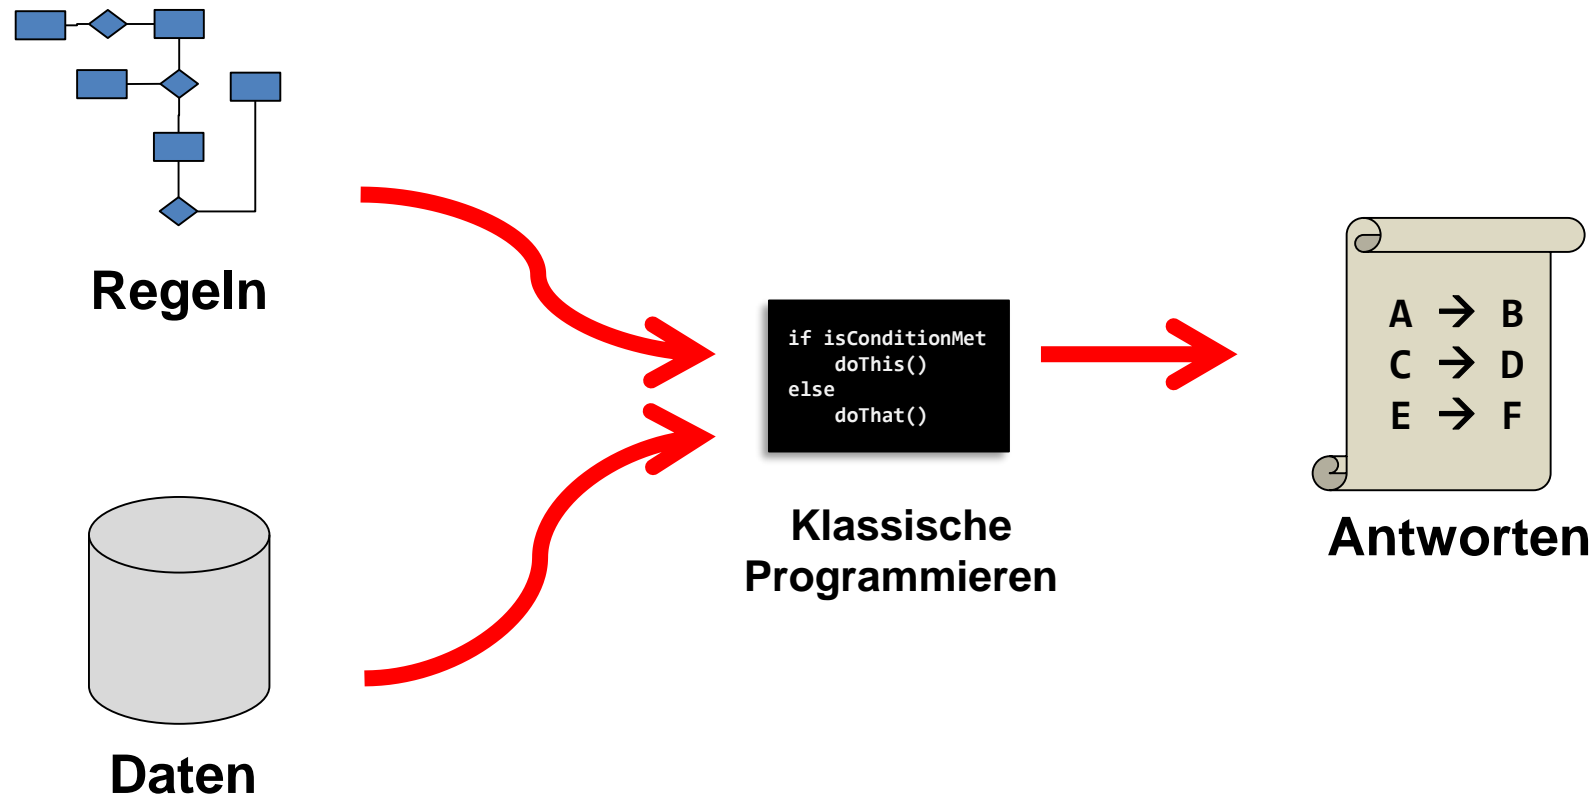 Regeln
Daten
if isConditionMet
    doThis()
else
    doThat()
Klassische
Programmieren
A → B
C → D
E → F
Antworten